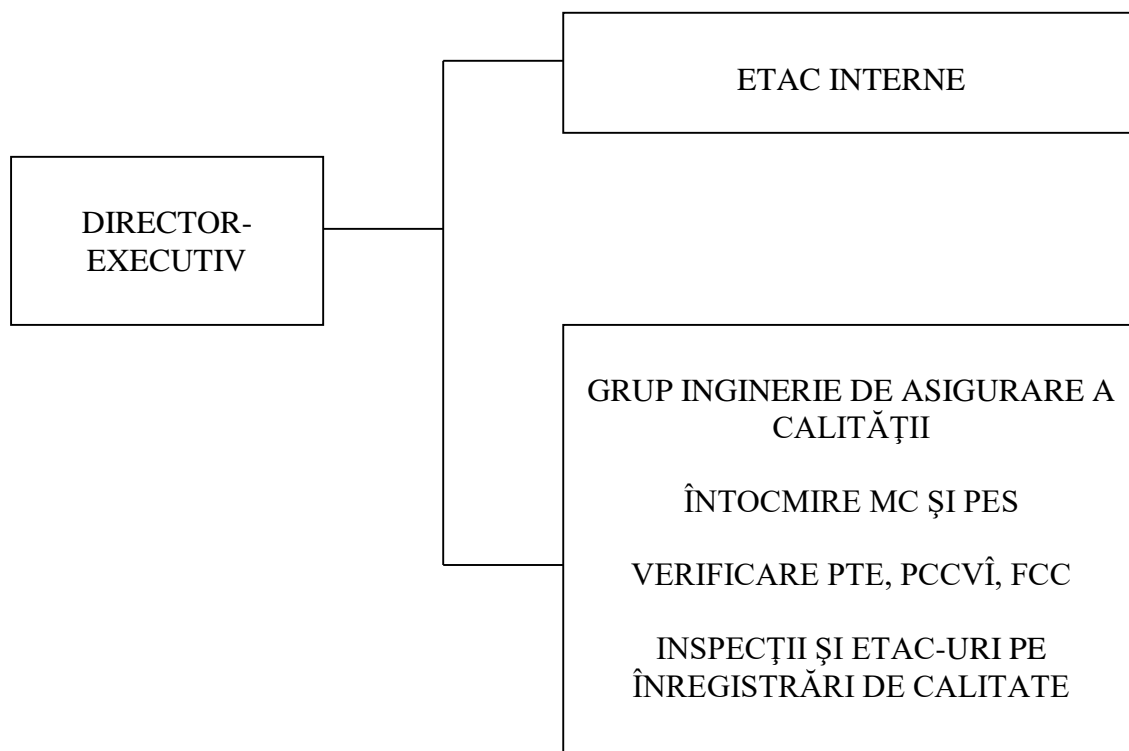 ETAC INTERNE
DIRECTOR-
EXECUTIV
GRUP INGINERIE DE ASIGURARE A
CALITĂŢII
ÎNTOCMIRE MC ŞI PES
VERIFICARE PTE, PCCVÎ, FCC
INSPECŢII ŞI ETAC-URI PE
ÎNREGISTRĂRI DE CALITATE